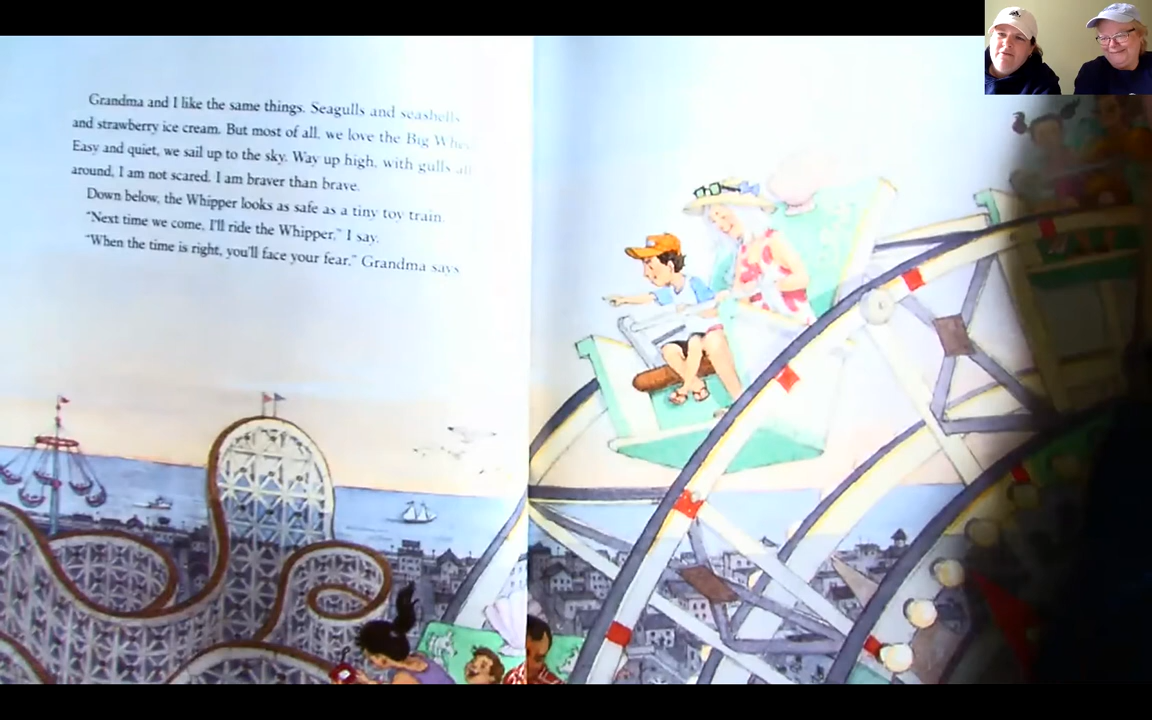 Grandma and I like the same things. Seagulls and seashells
and strawberry ice cream. But most of all, we love the Big
Easy and quiet, we sail up to the sky. Way up high, with gulls all
around, I am not scared. I am braver than brave.
Down below, the Whipper looks as safe as a tiny toy train.
"Next time we come, I'll ride the Whipper," I say.
"When the time is right, you'll face your fear," Grandma says